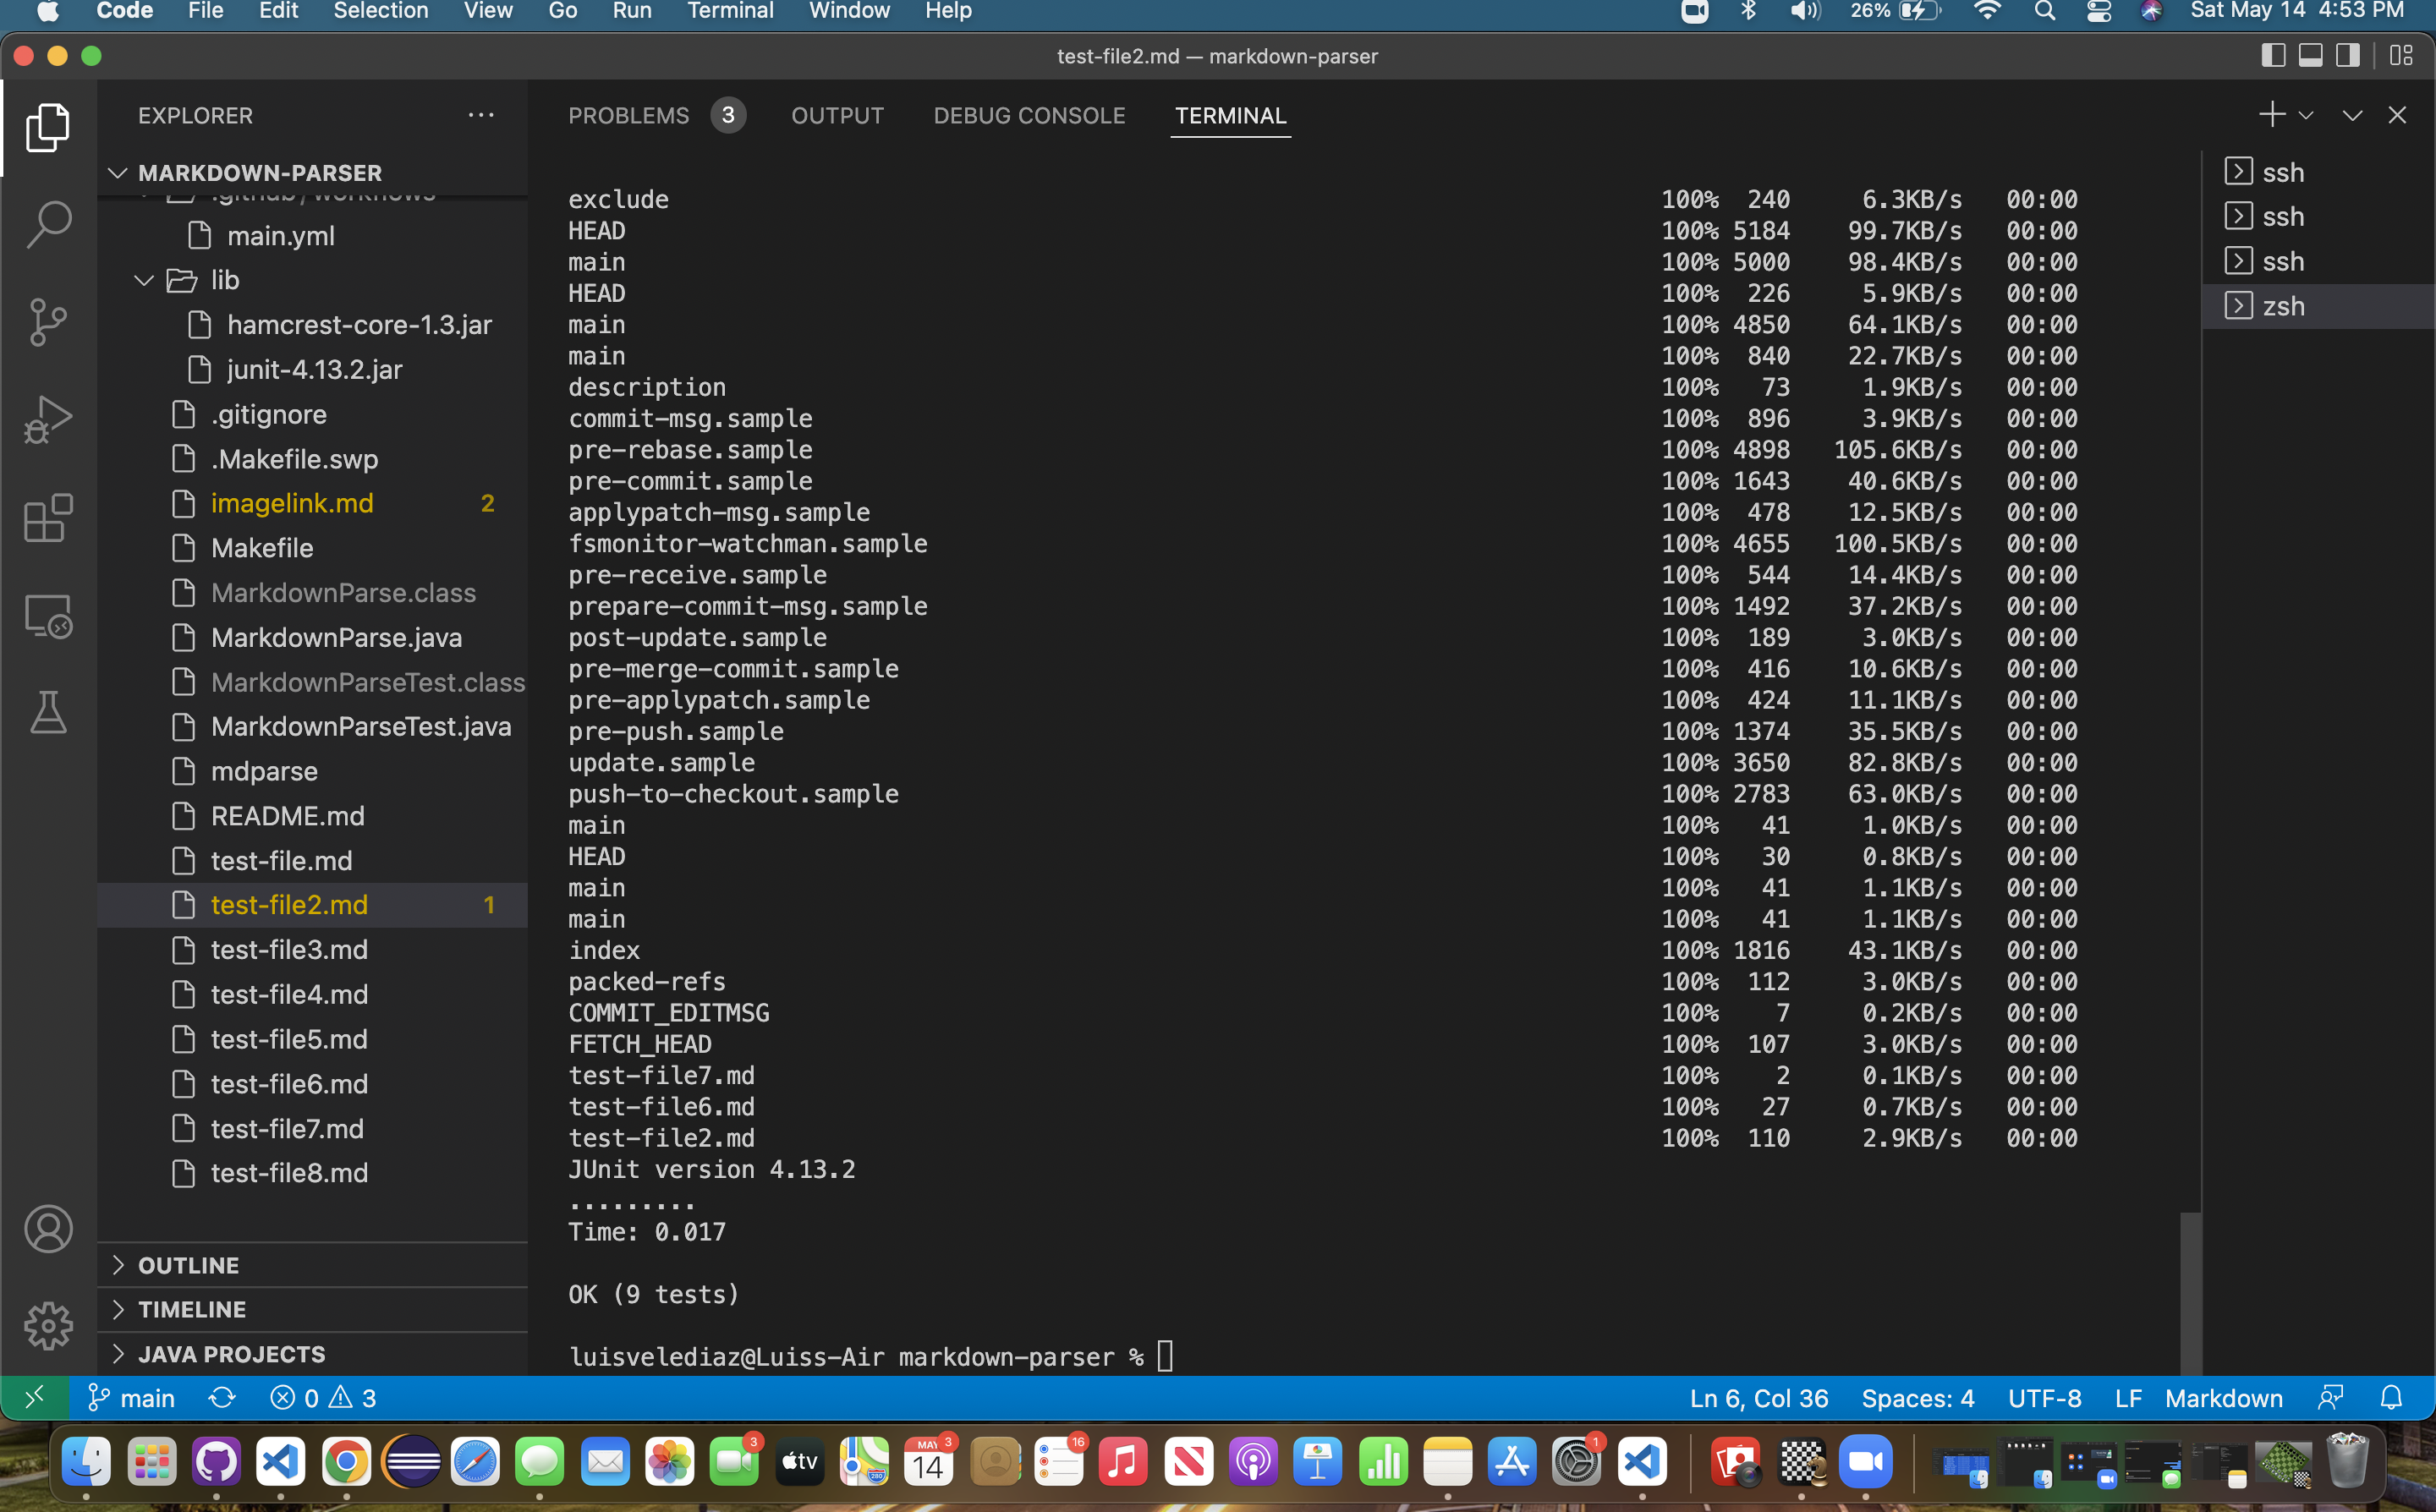 Code File Edit Selection View Go Run Terminal Window Help 26% Sat May 14 4:53 PM
test-file2.md — markdown-parser
EXPLORER ...
MARKDOWN-PARSER
.github/workflows
main.yml
lib
hamcrest-core-1.3.jar
junit-4.13.2.jar
.gitignore
.Makefile.swp
imagelink.md 2
Makefile
MarkdownParse.class
MarkdownParse.java
MarkdownParseTest.class
MarkdownParseTest.java
mdparse
README.md
test-file.md
test-file2.md 1
test-file3.md
test-file4.md
test-file5.md
test-file6.md
test-file7.md
test-file8.md
OUTLINE
TIMELINE
JAVA PROJECTS
PROBLEMS 3 OUTPUT DEBUG CONSOLE TERMINAL
exclude 100% 240 6.3KB/s 00:00
HEAD 100% 5184 99.7KB/s 00:00
main 100% 5000 98.4KB/s 00:00
HEAD 100% 226 5.9KB/s 00:00
main 100% 4850 64.1KB/s 00:00
main 100% 840 22.7KB/s 00:00
description 100% 73 1.9KB/s 00:00
commit-msg.sample 100% 896 3.9KB/s 00:00
pre-rebase.sample 100% 4898 105.6KB/s 00:00
pre-commit.sample 100% 1643 40.6KB/s 00:00
applypatch-msg.sample 100% 478 12.5KB/s 00:00
fsmonitor-watchman.sample 100% 4655 100.5KB/s 00:00
pre-receive.sample 100% 544 14.4KB/s 00:00
prepare-commit-msg.sample 100% 1492 37.2KB/s 00:00
post-update.sample 100% 189 3.0KB/s 00:00
pre-merge-commit.sample 100% 416 10.6KB/s 00:00
pre-applypatch.sample 100% 424 11.1KB/s 00:00
pre-push.sample 100% 1374 35.5KB/s 00:00
update.sample 100% 3650 82.8KB/s 00:00
push-to-checkout.sample 100% 2783 63.0KB/s 00:00
main 100% 41 1.0KB/s 00:00
HEAD 100% 30 0.8KB/s 00:00
main 100% 41 1.1KB/s 00:00
main 100% 41 1.1KB/s 00:00
index 100% 1816 43.1KB/s 00:00
packed-refs 100% 112 3.0KB/s 00:00
COMMIT_EDITMSG 100% 7 0.2KB/s 00:00
FETCH_HEAD 100% 107 3.0KB/s 00:00
test-file7.md 100% 2 0.1KB/s 00:00
test-file6.md 100% 27 0.7KB/s 00:00
test-file2.md 100% 110 2.9KB/s 00:00
JUnit version 4.13.2
.........
Time: 0.017
OK (9 tests)
luisvelediaz@Luiss-Air markdown-parser %
ssh
ssh
ssh
zsh
main 0 3 Ln 6, Col 36 Spaces: 4 UTF-8 LF Markdown
3 tv 280 MAY 14 3 16 1